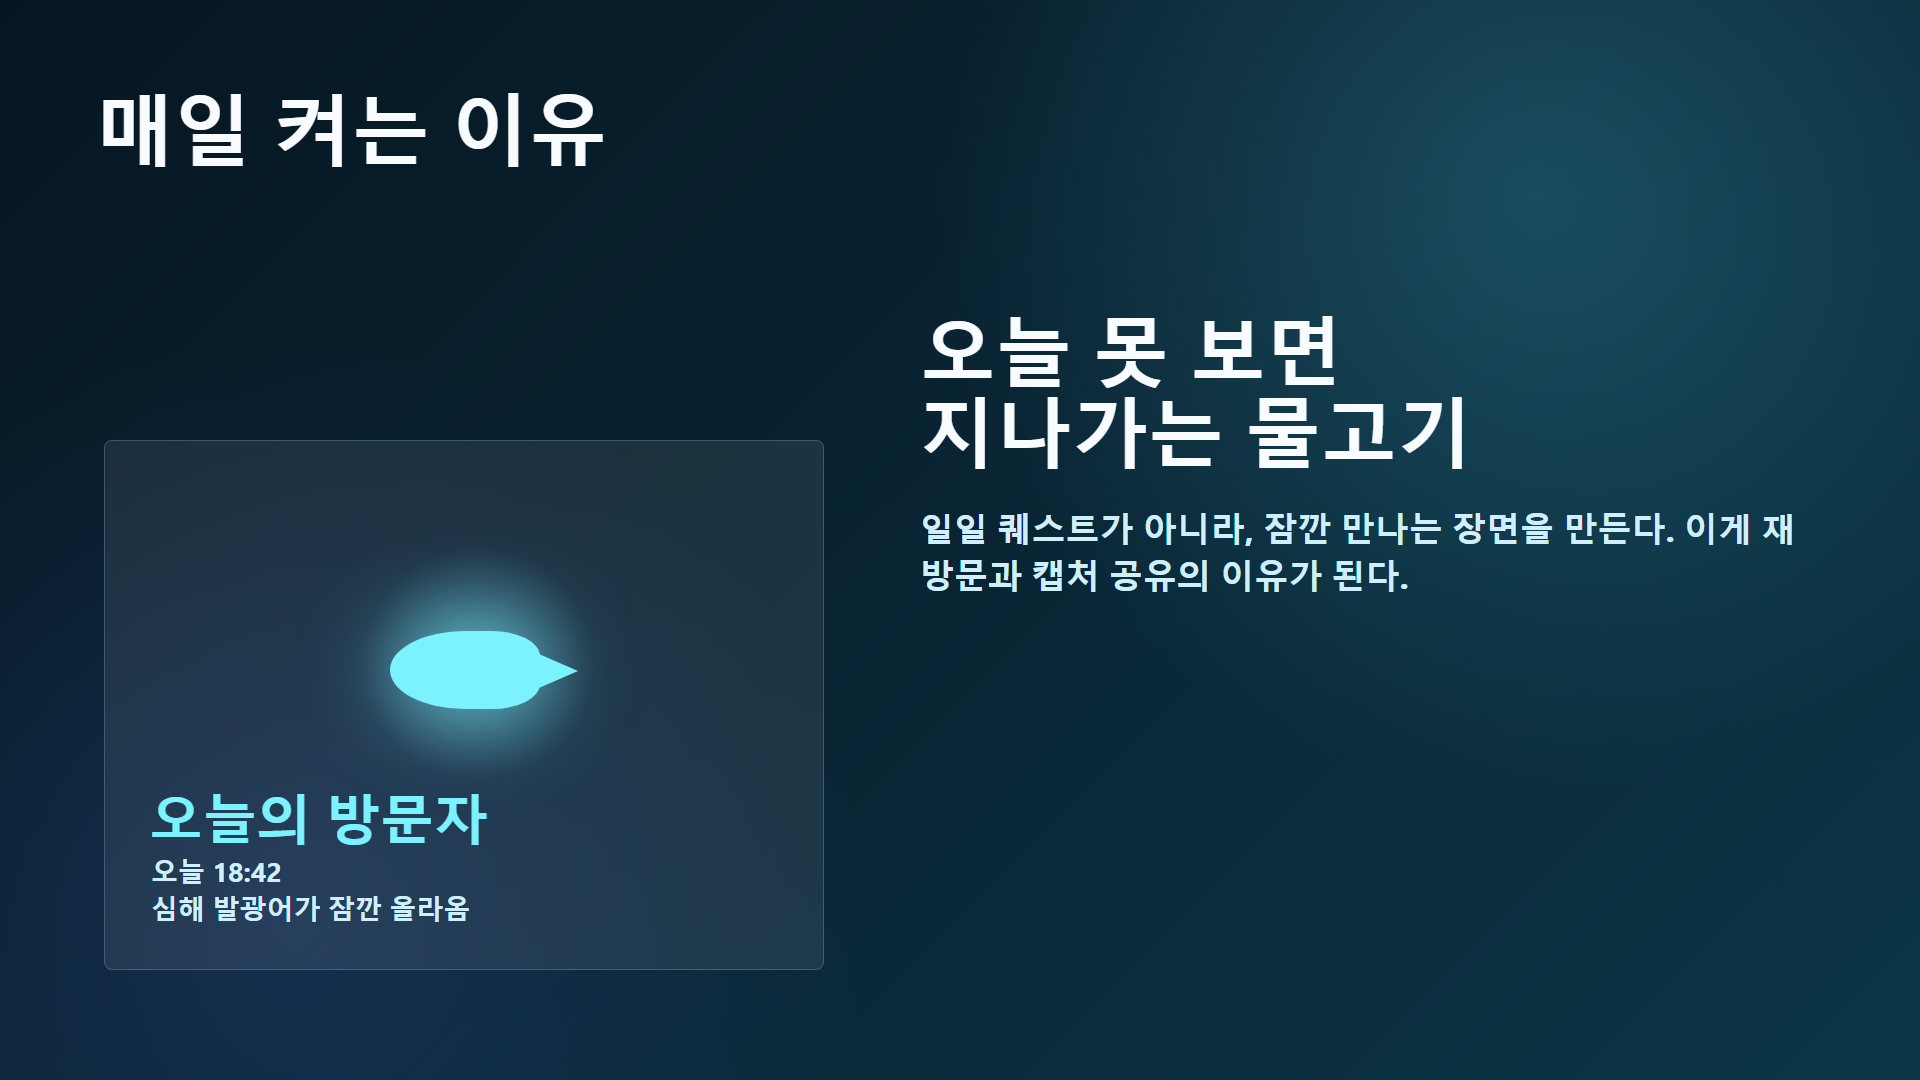 매일 켜는 이유
오늘 못 보면
지나가는 물고기
일일 퀘스트가 아니라, 잠깐 만나는 장면을 만든다. 이게 재
방문과 캡처 공유의 이유가 된다.
오늘의 방문자
오늘 18:42
심해 발광어가 잠깐 올라옴